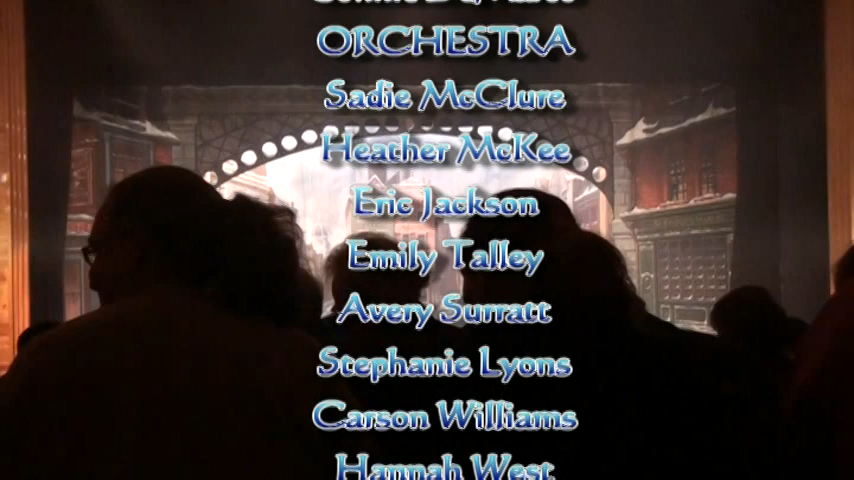 ORCHESTRA
Sadie McClure
Heather McKee
Eric Jackson
Emily Talley
Avery Surratt
Stephanie Lyons
Carson Williams
Hannah West